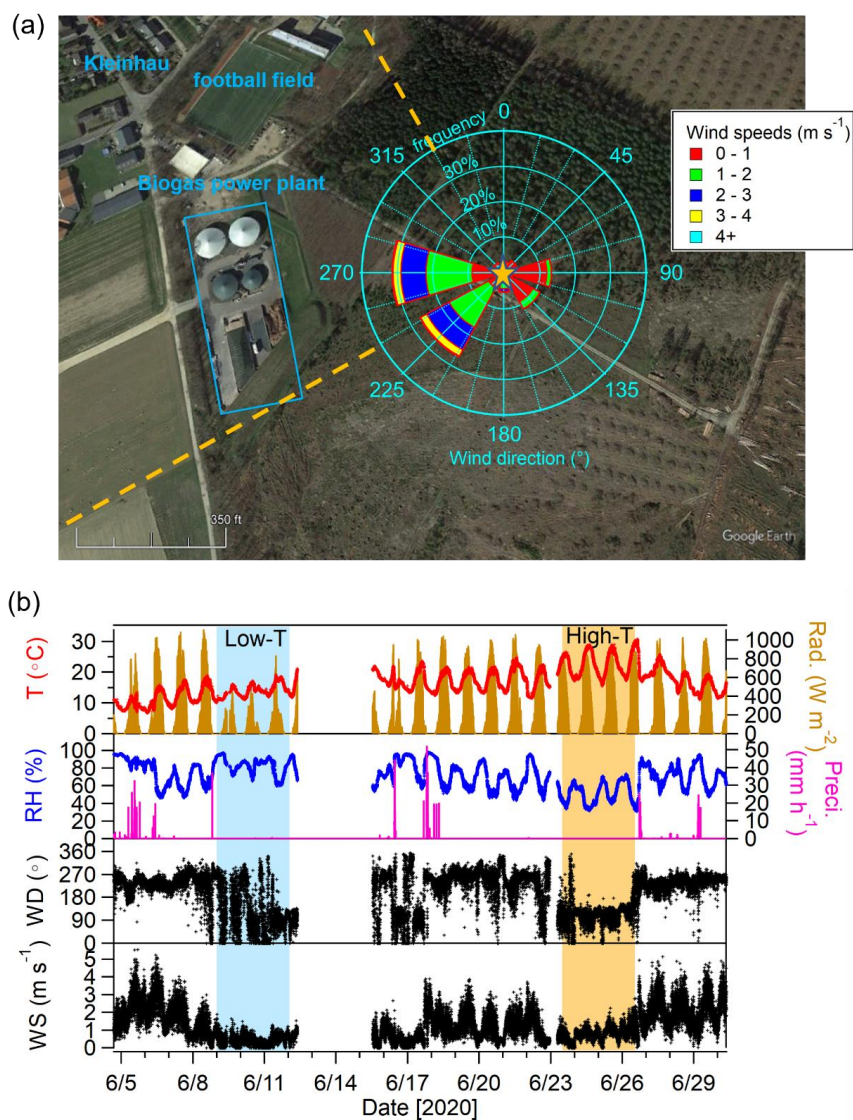 (a)
Kleinhau
football field
Biogas power plant
frequency
30%
20%
10%
0
45
90
135
180
225
270
315
Wind direction (°)
Wind speeds (m s⁻¹)
0 - 1
1 - 2
2 - 3
3 - 4
4+
350 ft
Google Earth
(b)
Low-T
High-T
T (°C)
30
20
10
0
Rad. (W m⁻²)
1000
800
600
400
200
0
RH (%)
100
80
60
40
20
0
Preci. (mm h⁻¹)
50
40
30
20
10
0
WD (°)
360
270
180
90
0
WS (m s⁻¹)
5
4
3
2
1
0
6/5 6/8 6/11 6/14 6/17 6/20 6/23 6/26 6/29
Date [2020]